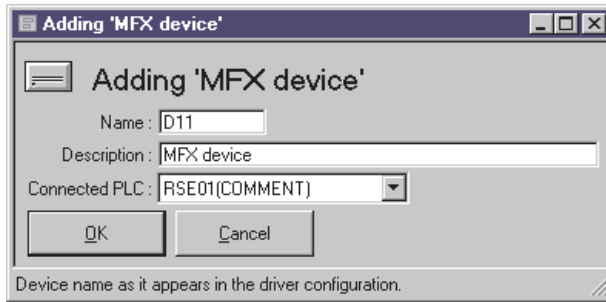 Adding 'MFX device'
Adding 'MFX device'
Name : D11
Description : MFX device
Connected PLC : RSE01(COMMENT)
OK Cancel
Device name as it appears in the driver configuration.